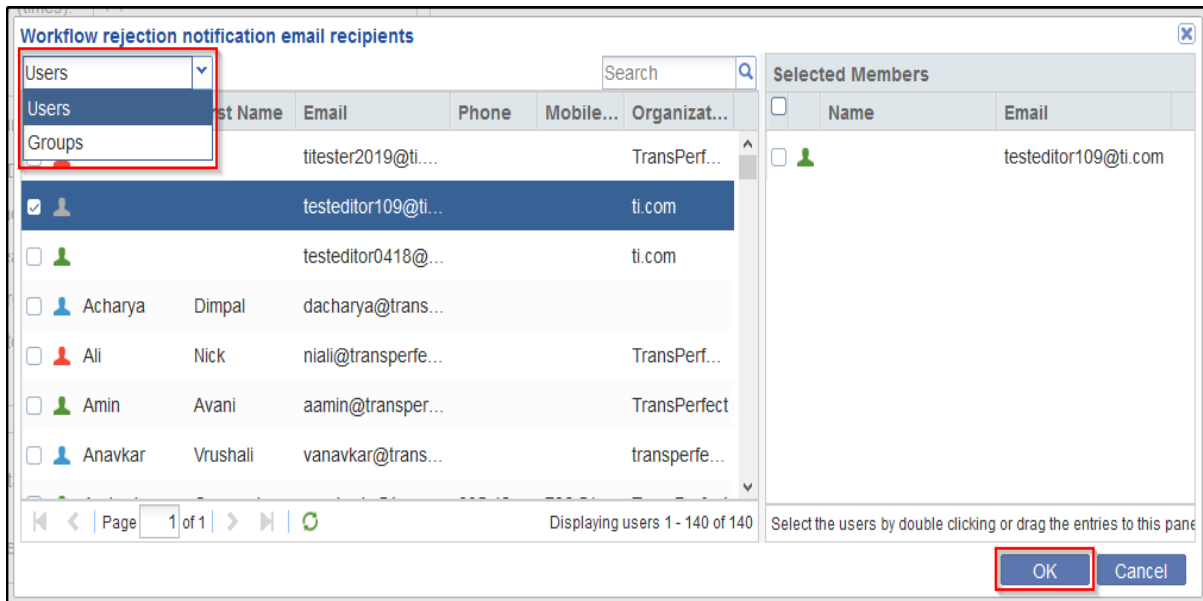 (times):
Workflow rejection notification email recipients
Users
Search
Selected Members
Users
Groups
st Name Email Phone Mobile... Organizat...
Name Email
titester2019@ti.... TransPerf...
testeditor109@ti.com
testeditor109@ti... ti.com
testeditor0418@... ti.com
Acharya Dimpal dacharya@trans...
Ali Nick niali@transperfe... TransPerf...
Amin Avani aamin@transper... TransPerfect
Anavkar Vrushali vanavkar@trans... transperfe...
Page 1 of 1 Displaying users 1 - 140 of 140
Select the users by double clicking or drag the entries to this pane
OK Cancel